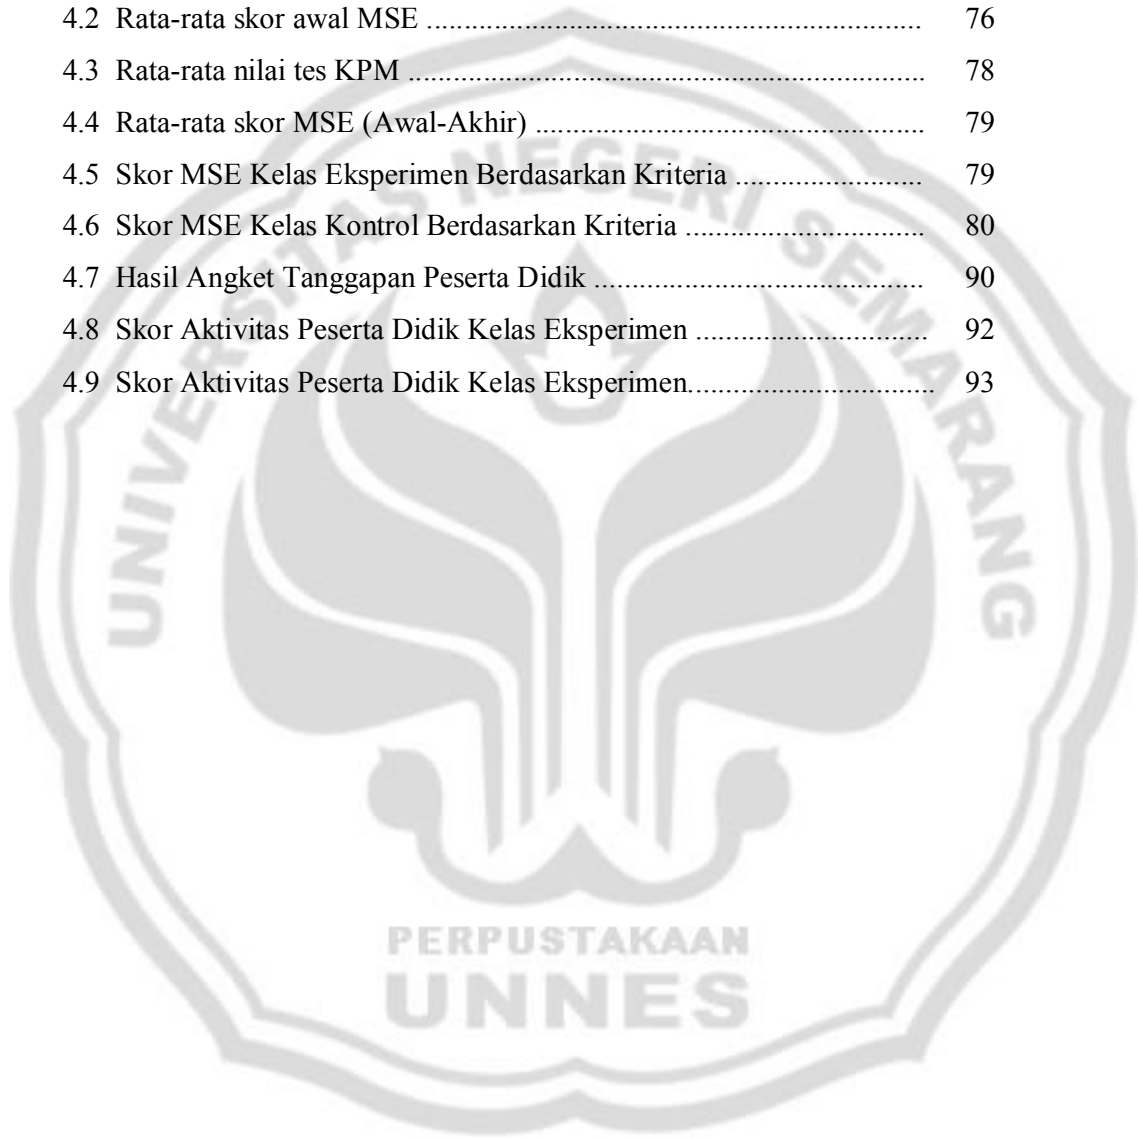 4.2 Rata-rata skor awal MSE ................................................................ 76
4.3 Rata-rata nilai tes KPM ................................................................... 78
4.4 Rata-rata skor MSE (Awal-Akhir) .................................................. 79
4.5 Skor MSE Kelas Eksperimen Berdasarkan Kriteria ........................ 79
4.6 Skor MSE Kelas Kontrol Berdasarkan Kriteria ............................... 80
4.7 Hasil Angket Tanggapan Peserta Didik .......................................... 90
4.8 Skor Aktivitas Peserta Didik Kelas Eksperimen .............................. 92
4.9 Skor Aktivitas Peserta Didik Kelas Eksperimen................................ 93
UNIVERSITAS NEGERI SEMARANG
PERPUSTAKAAN
UNNES